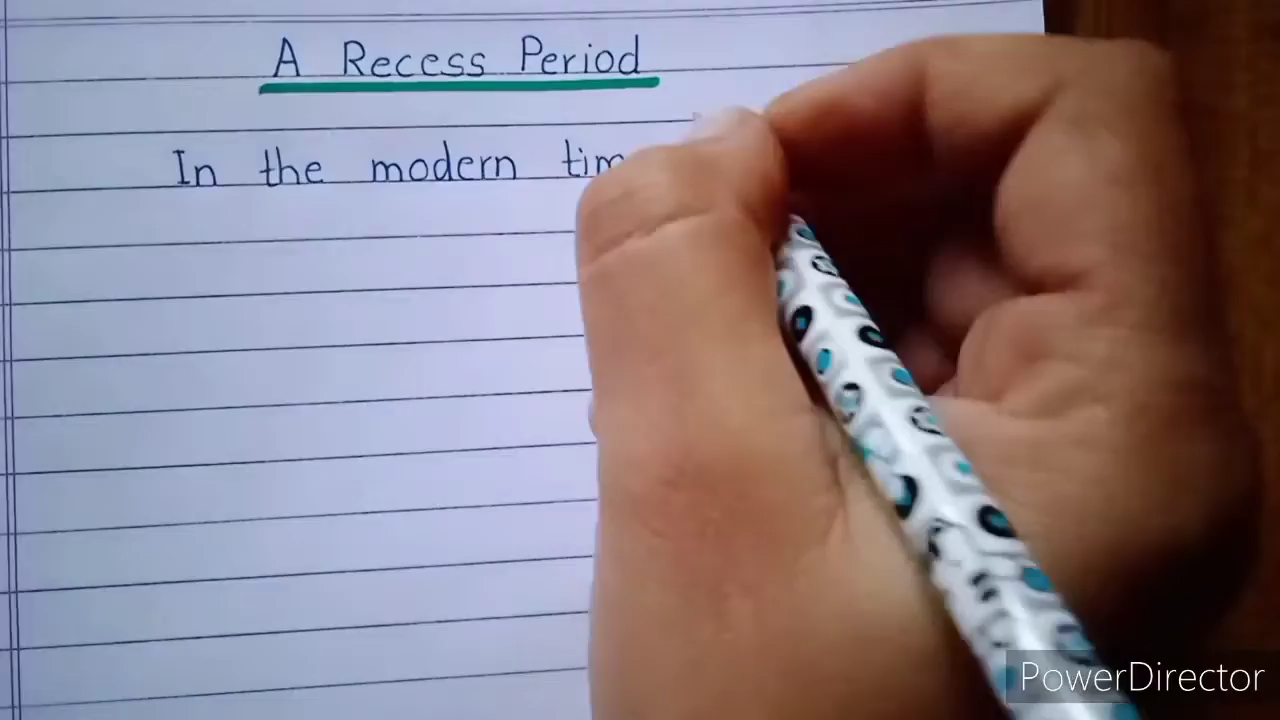 A Recess Period
In the modern
PowerDirector